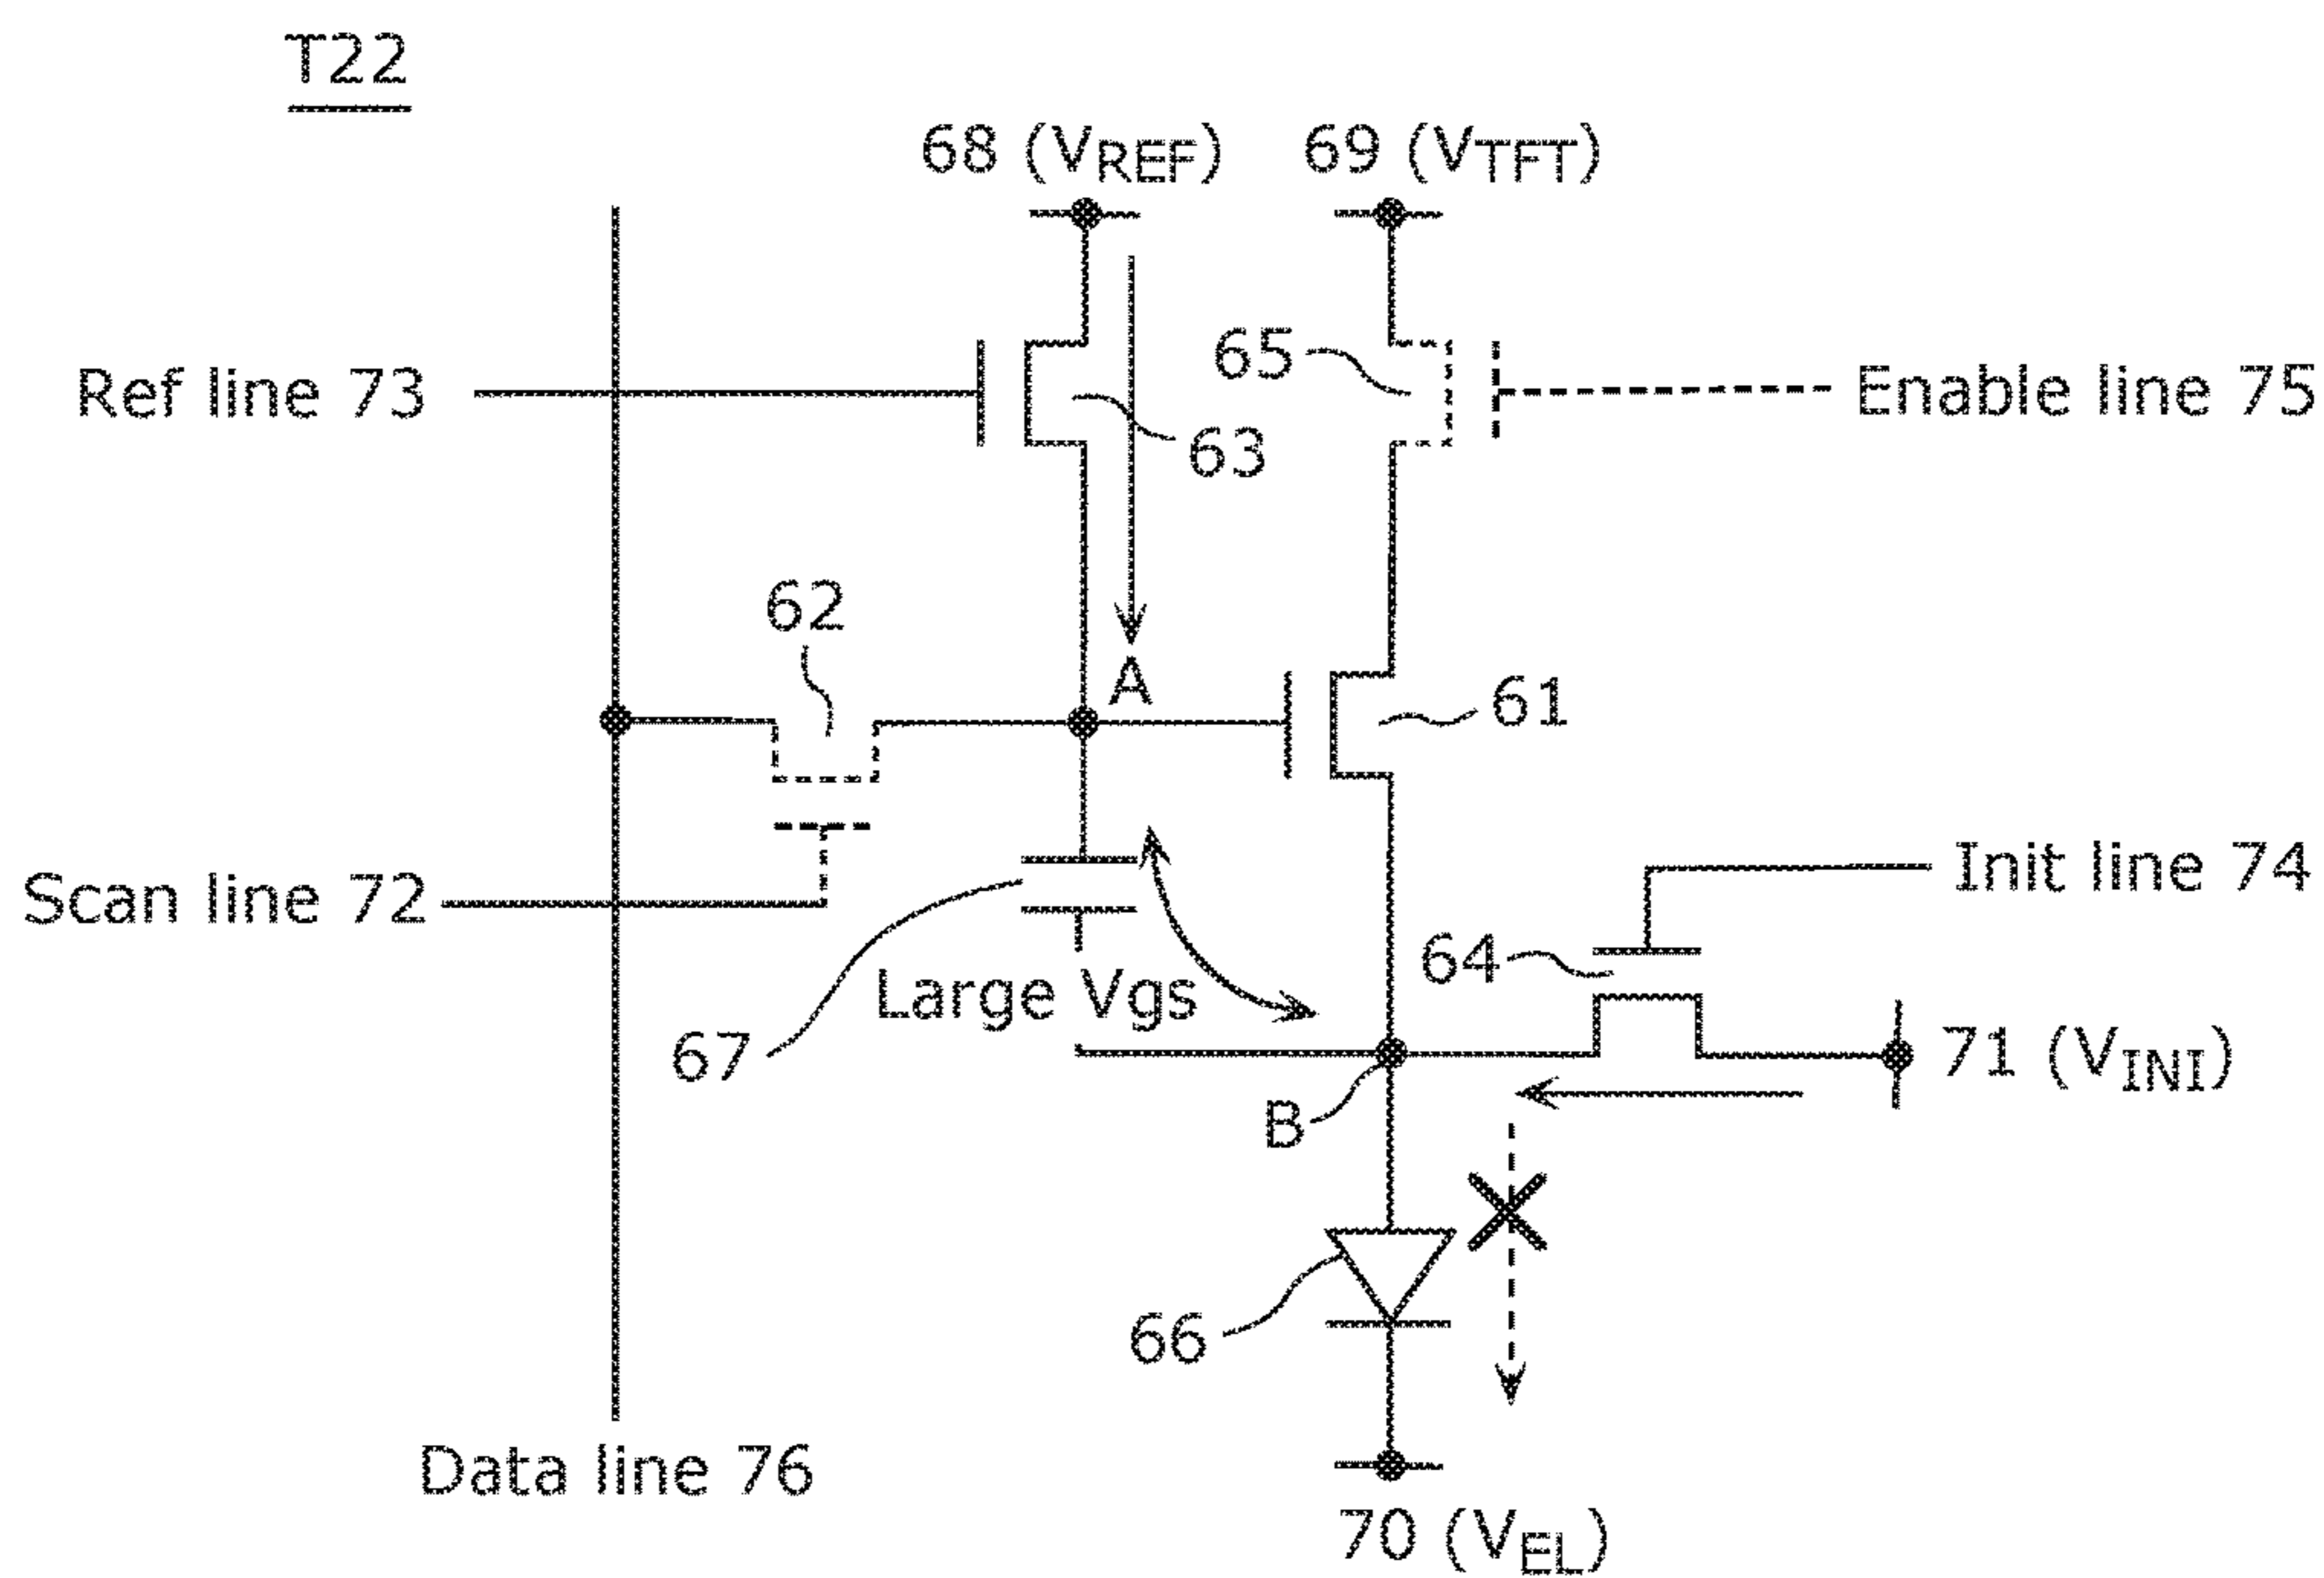 T22
68 (VREF)
69 (VTFT)
Ref line 73
63
65
Enable line 75
62
A
61
Scan line 72
67
Large Vgs
64
Init line 74
71 (VINI)
B
66
Data line 76
70 (VEL)